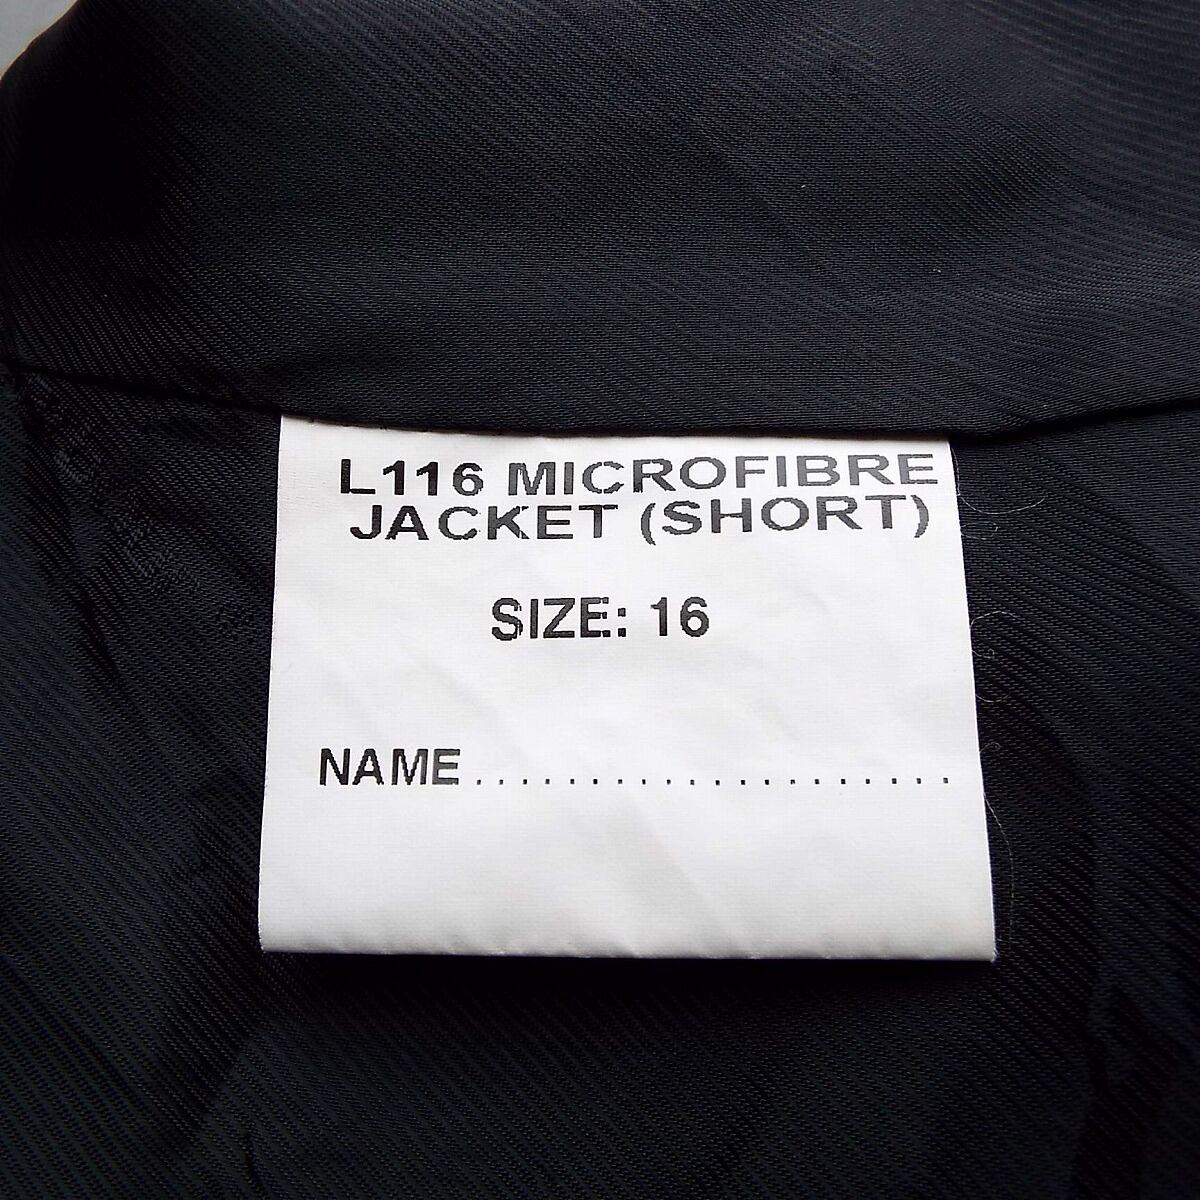 L116 MICROFIBRE
JACKET (SHORT)
SIZE: 16
NAME.....................